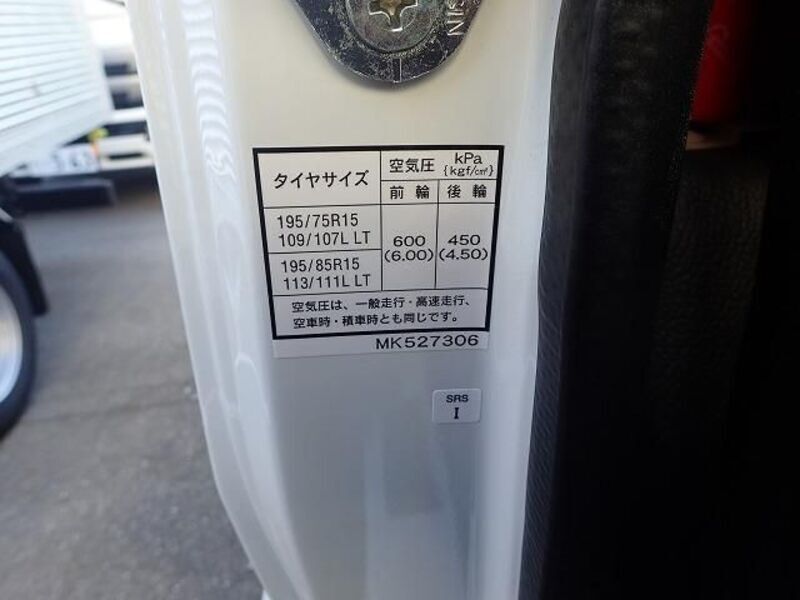 タイヤサイズ 空気圧 kPa {kgf/cm²}
前輪 後輪
195/75R15
109/107L LT
600 (6.00) 450 (4.50)
195/85R15
113/111L LT
空気圧は、一般走行・高速走行、
空車時・積車時とも同じです。
MK527306
SRS
I